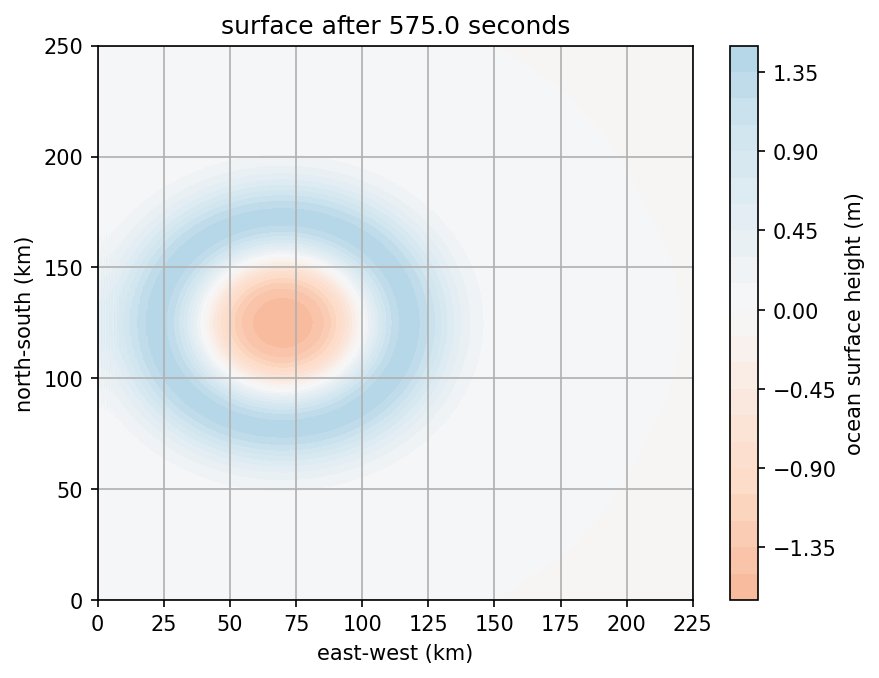 surface after 575.0 seconds
250
200
150
100
50
0
north-south (km)
0 25 50 75 100 125 150 175 200 225
east-west (km)
1.35
0.90
0.45
0.00
−0.45
−0.90
−1.35
ocean surface height (m)